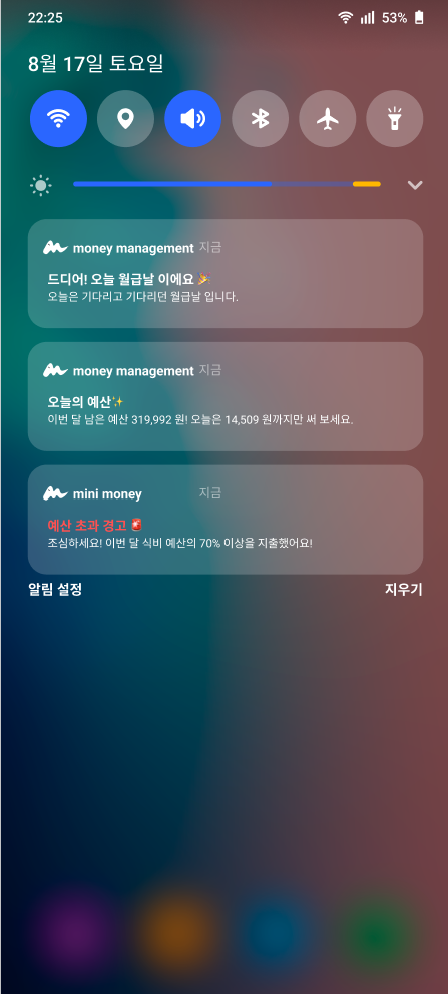 22:25 53%
8월 17일 토요일
money management 지금
드디어! 오늘 월급날 이에요 🎉
오늘은 기다리고 기다리던 월급날 입니다.
money management 지금
오늘의 예산✨
이번 달 남은 예산 319,992 원! 오늘은 14,509 원까지만 써 보세요.
mini money 지금
예산 초과 경고 🚨
조심하세요! 이번 달 식비 예산의 70% 이상을 지출했어요!
알림 설정 지우기